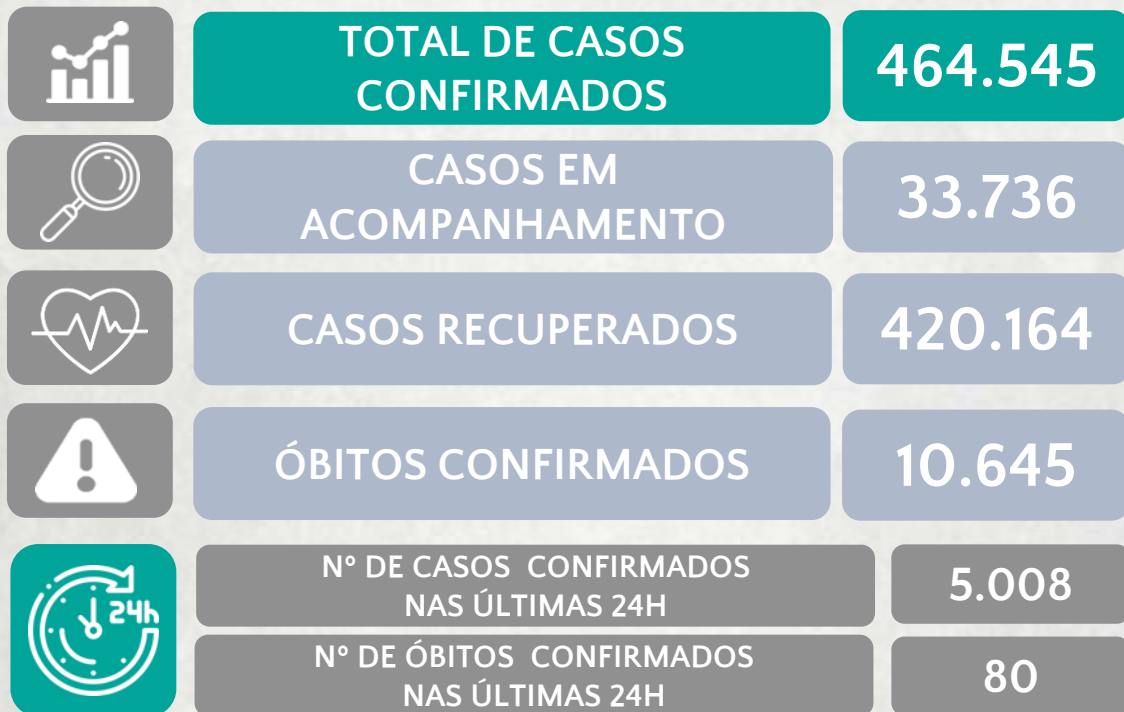 TOTAL DE CASOS
CONFIRMADOS
464.545
CASOS EM
ACOMPANHAMENTO
33.736
CASOS RECUPERADOS
420.164
ÓBITOS CONFIRMADOS
10.645
24h
Nº DE CASOS CONFIRMADOS
NAS ÚLTIMAS 24H
5.008
Nº DE ÓBITOS CONFIRMADOS
NAS ÚLTIMAS 24H
80